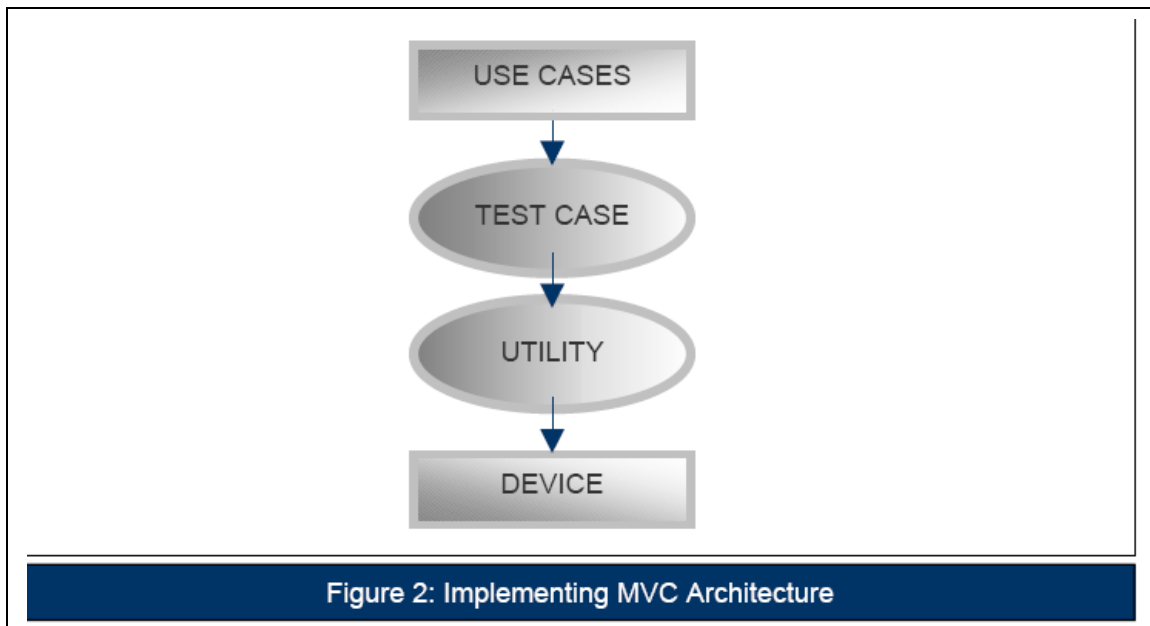 USE CASES
TEST CASE
UTILITY
DEVICE
Figure 2: Implementing MVC Architecture